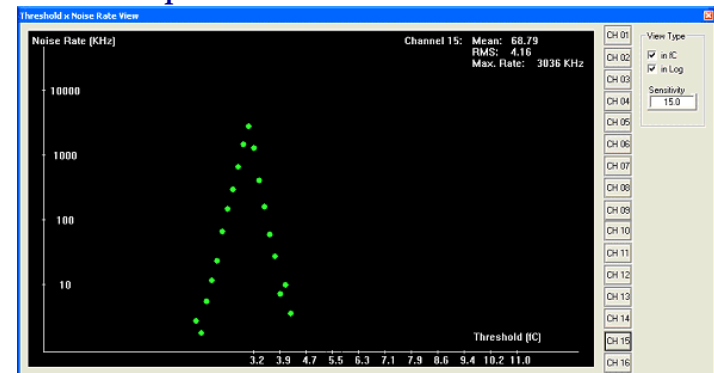 Threshold x Noise Rate View
Noise Rate (KHz)
Channel 15: Mean: 68.79
RMS: 4.16
Max. Rate: 3036 KHz
10000
1000
100
10
Threshold (fC)
3.2 3.9 4.7 5.5 6.3 7.1 7.9 8.6 9.4 10.2 11.0
CH 01
CH 02
CH 03
CH 04
CH 05
CH 06
CH 07
CH 08
CH 09
CH 10
CH 11
CH 12
CH 13
CH 14
CH 15
CH 16
View Type
in fC
in Log
Sensitivity
15.0